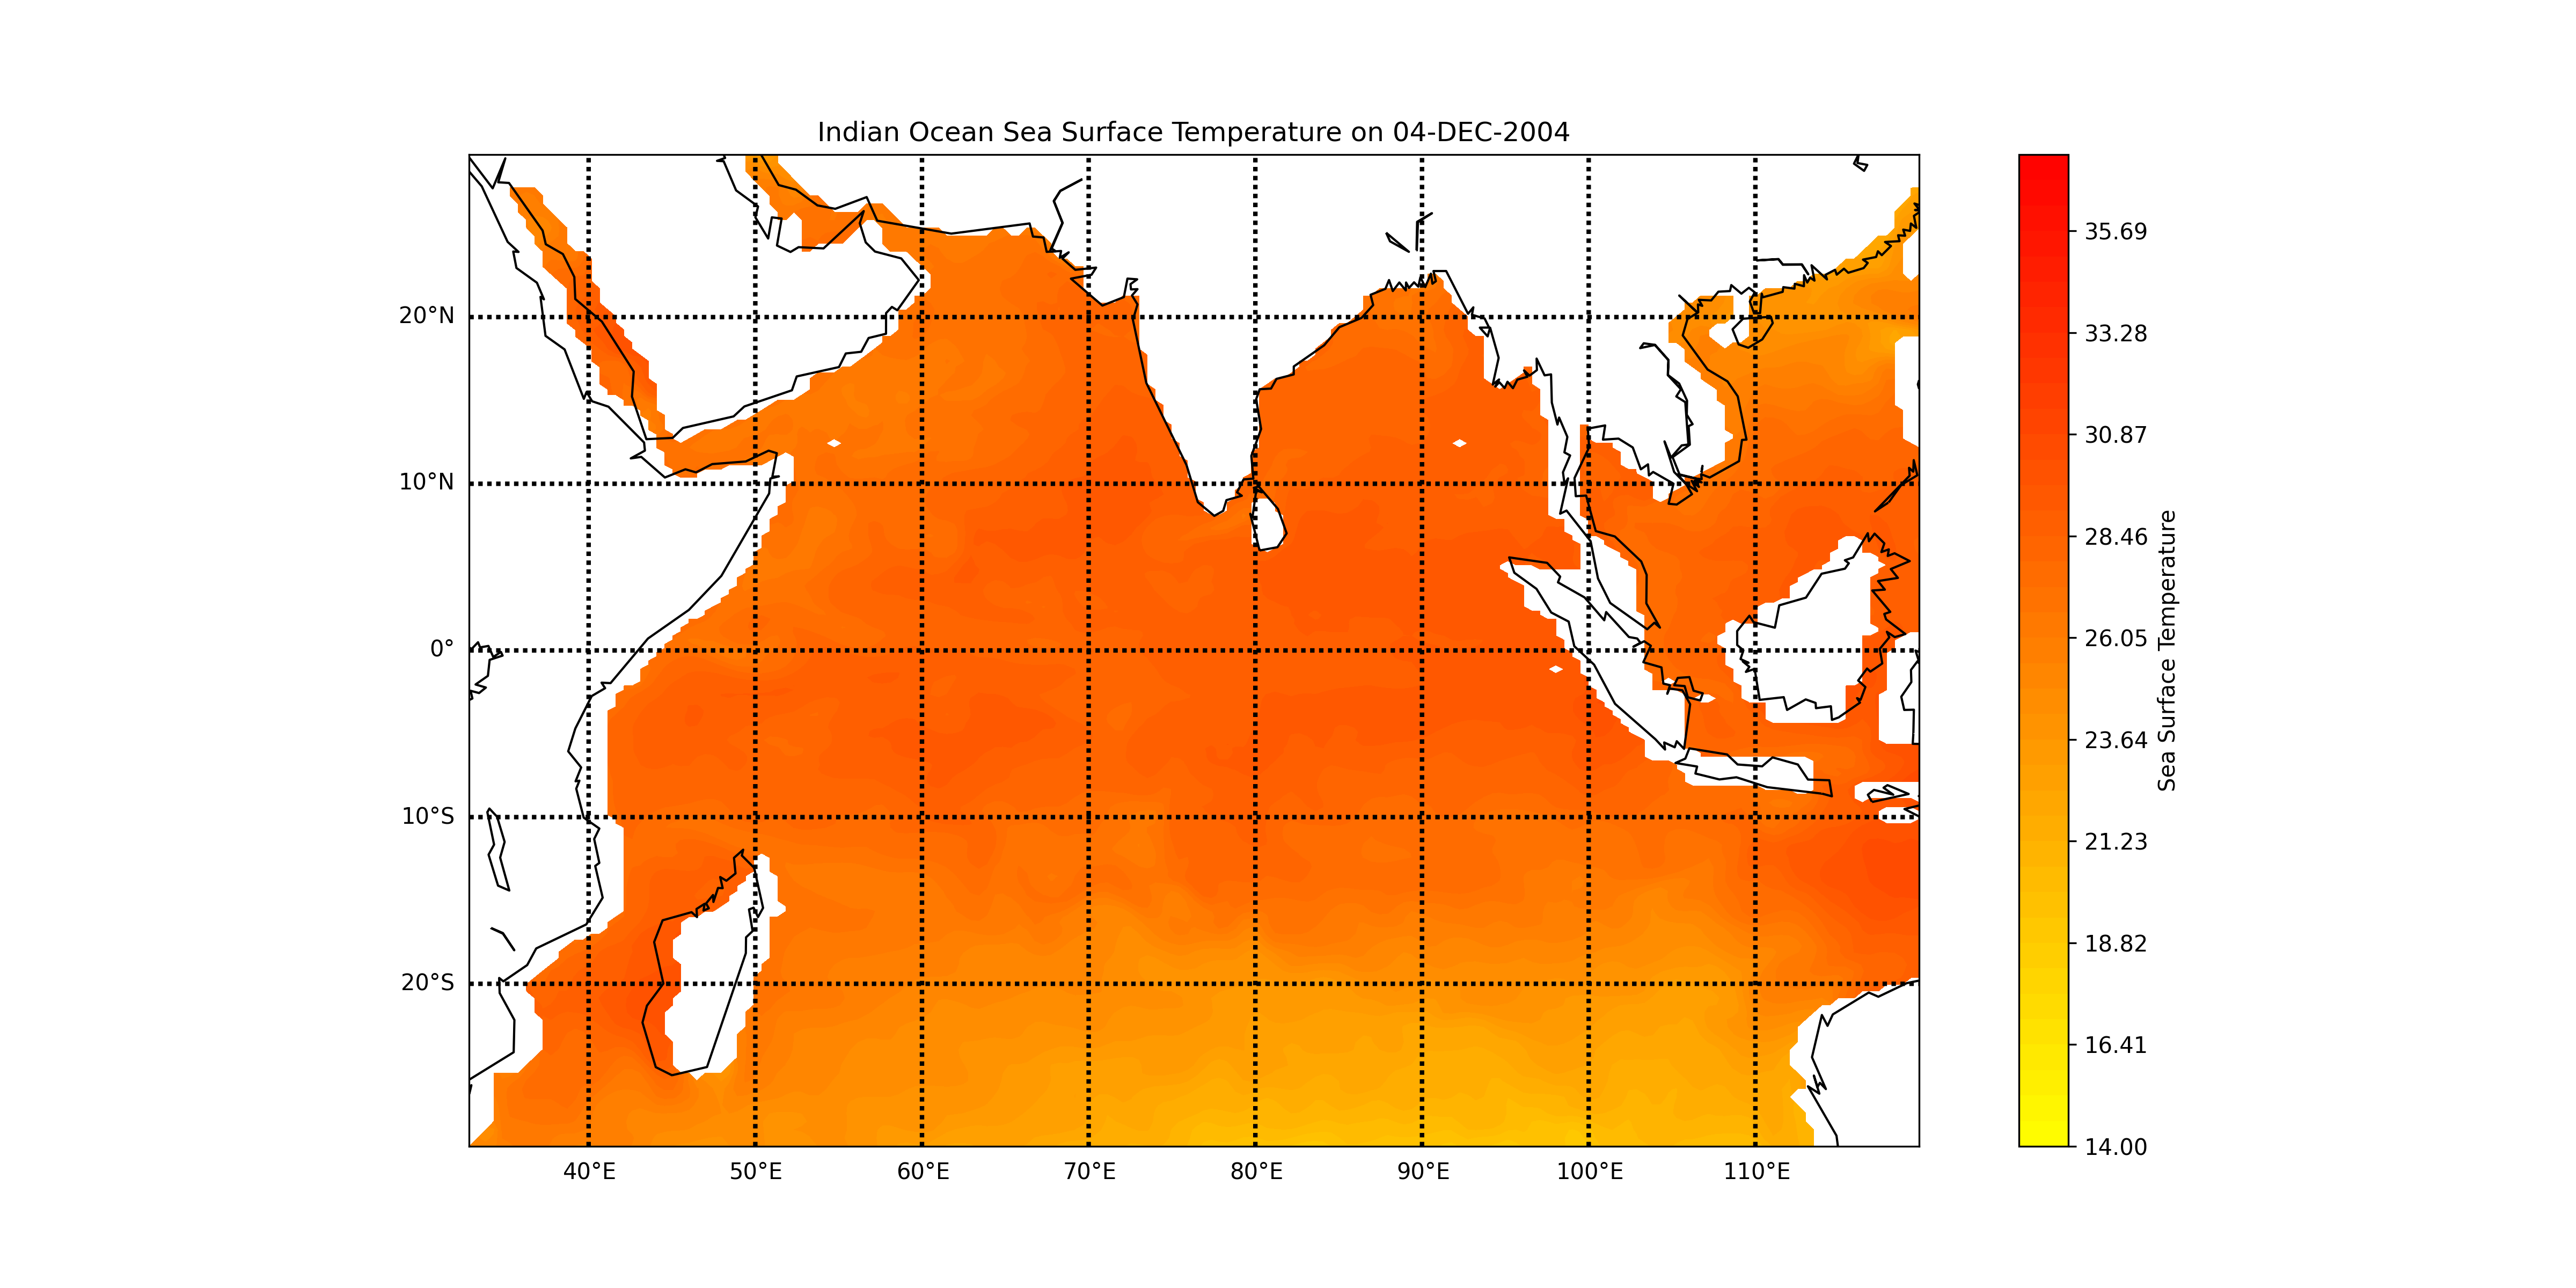 Indian Ocean Sea Surface Temperature on 04-DEC-2004
20°N
10°N
0°
10°S
20°S
40°E
50°E
60°E
70°E
80°E
90°E
100°E
110°E
35.69
33.28
30.87
28.46
26.05
23.64
21.23
18.82
16.41
14.00
Sea Surface Temperature